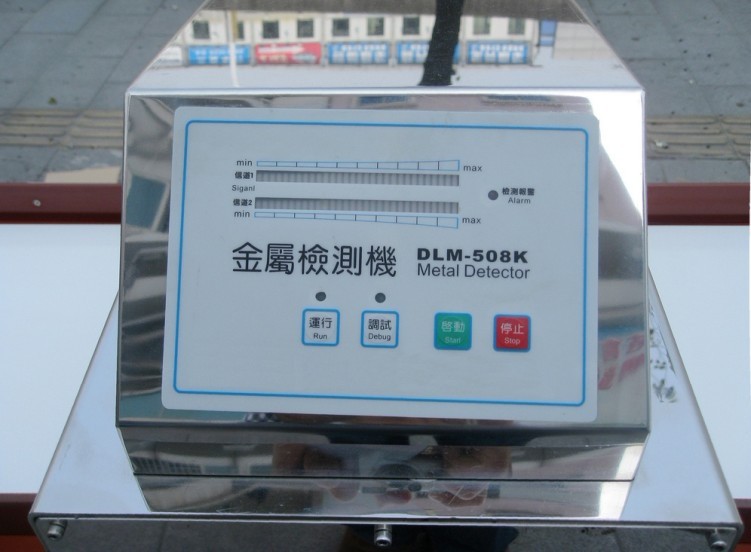 min
max
信道1
Siganl
信道2
min
max
檢測報警
Alarm
金屬檢測機
DLM-508K
Metal Detector
運行
Run
調試
Debug
啓動
Start
停止
Stop